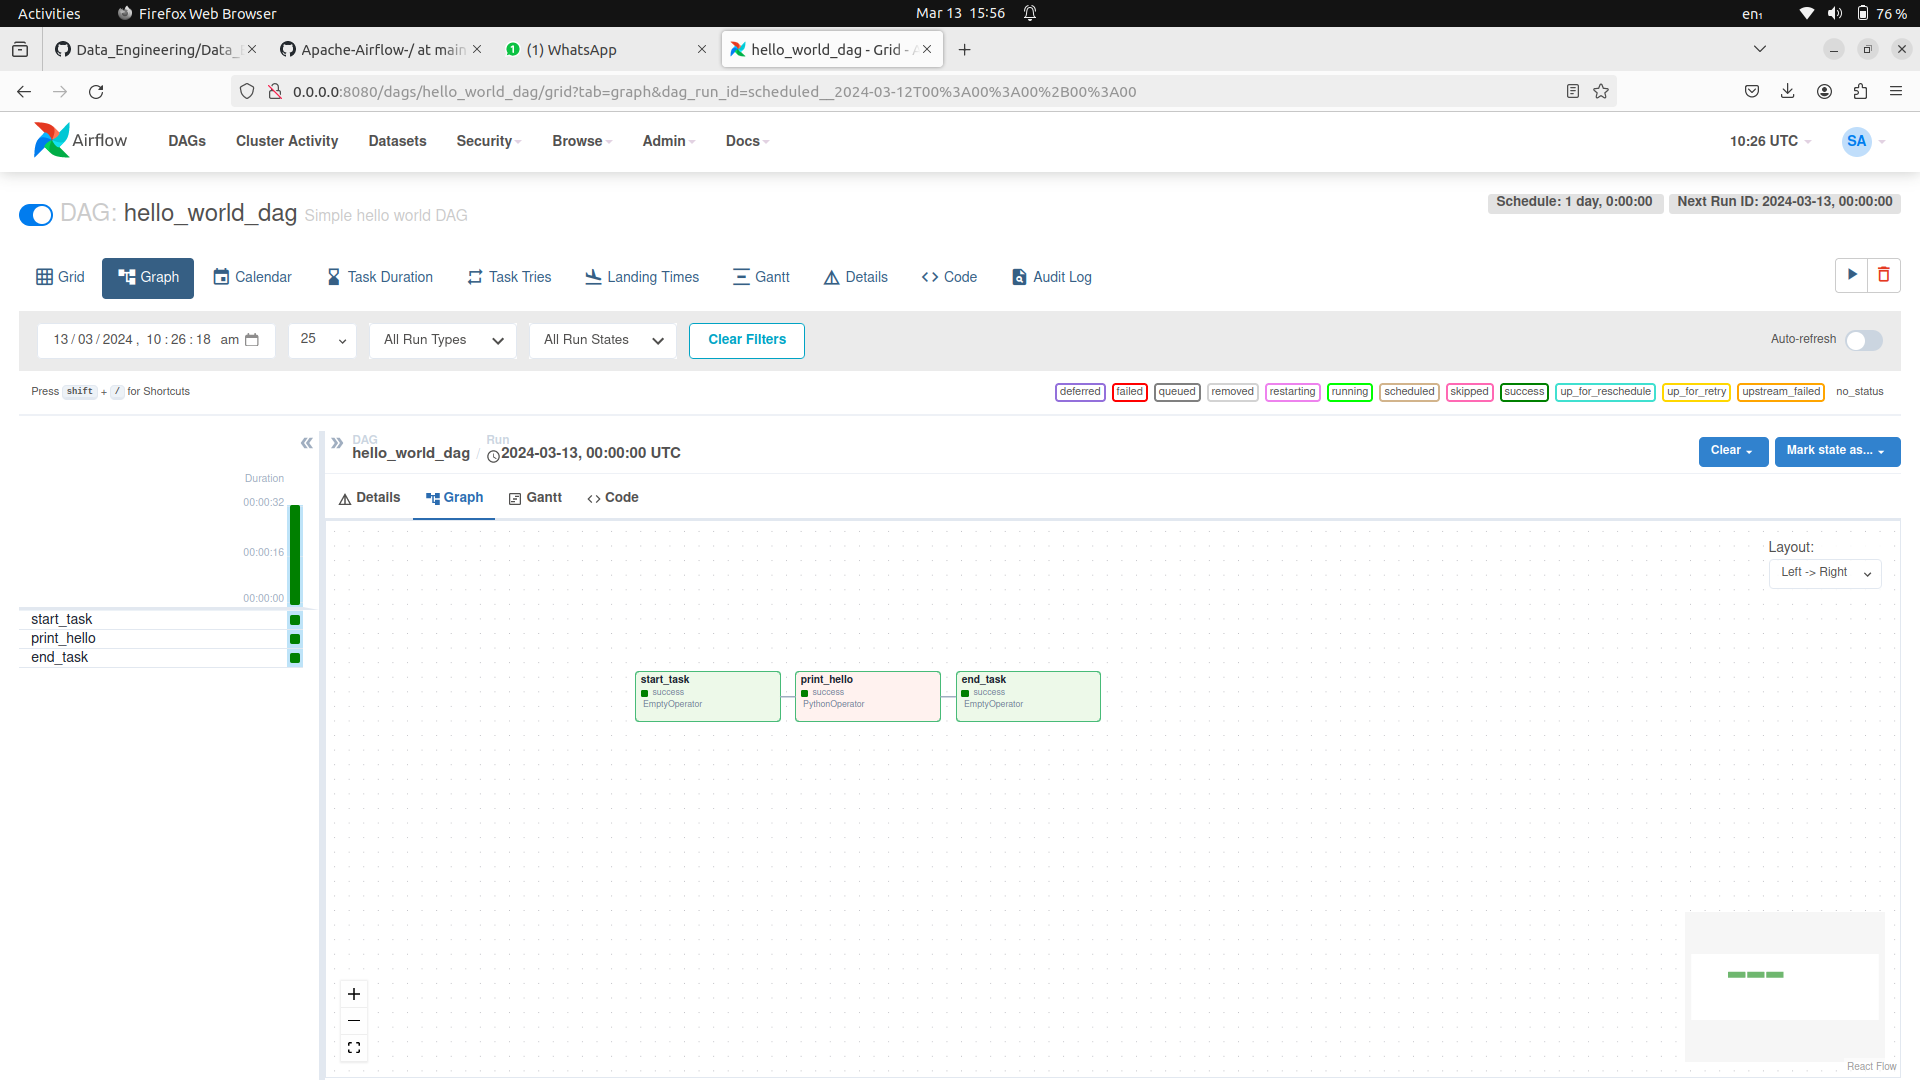 Activities Firefox Web Browser Mar 13 15:56 en₁ 76 %
Data_Engineering/Data_ Apache-Airflow-/ at main 1 (1) WhatsApp hello_world_dag - Grid -
0.0.0.0:8080/dags/hello_world_dag/grid?tab=graph&dag_run_id=scheduled__2024-03-12T00%3A00%3A00%2B00%3A00
Airflow DAGs Cluster Activity Datasets Security Browse Admin Docs 10:26 UTC SA
DAG: hello_world_dag Simple hello world DAG Schedule: 1 day, 0:00:00 Next Run ID: 2024-03-13, 00:00:00
Grid Graph Calendar Task Duration Task Tries Landing Times Gantt Details Code Audit Log
13/03/2024, 10:26:18 am 25 All Run Types All Run States Clear Filters Auto-refresh
Press shift + / for Shortcuts deferred failed queued removed restarting running scheduled skipped success up_for_reschedule up_for_retry upstream_failed no_status
DAG Run
hello_world_dag / 2024-03-13, 00:00:00 UTC Clear Mark state as...
Duration
00:00:32
00:00:16
00:00:00
start_task
print_hello
end_task
Details Graph Gantt Code
Layout:
Left -> Right
start_task print_hello end_task
success success success
EmptyOperator PythonOperator EmptyOperator
React Flow